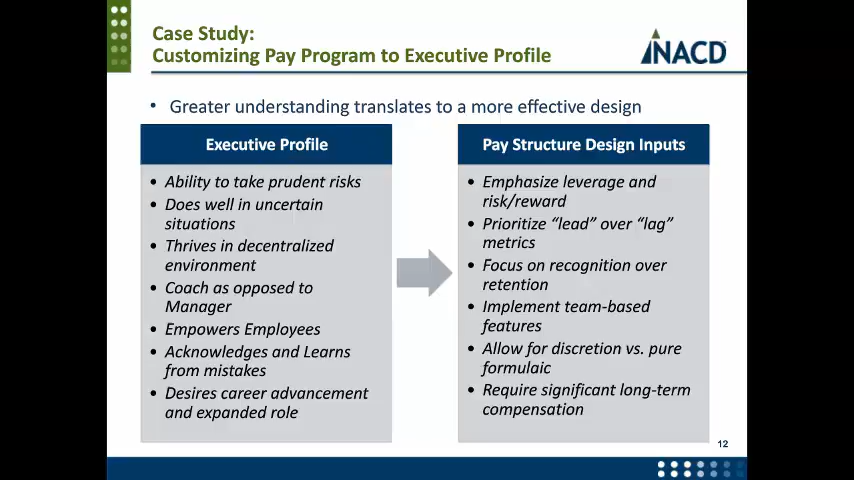 Case Study:
Customizing Pay Program to Executive Profile
NACD
• Greater understanding translates to a more effective design
Executive Profile
• Ability to take prudent risks
• Does well in uncertain
situations
• Thrives in decentralized
environment
• Coach as opposed to
Manager
• Empowers Employees
• Acknowledges and Learns
from mistakes
• Desires career advancement
and expanded role
Pay Structure Design Inputs
• Emphasize leverage and
risk/reward
• Prioritize “lead” over “lag”
metrics
• Focus on recognition over
retention
• Implement team-based
features
• Allow for discretion vs. pure
formulaic
• Require significant long-term
compensation
12